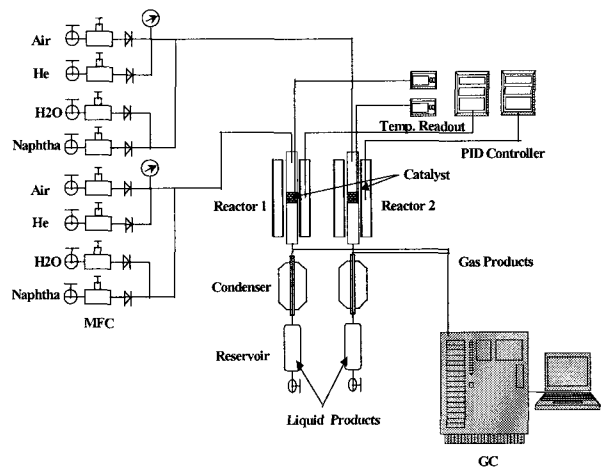 Air
He
H2O
Naphtha
Air
He
H2O
Naphtha
MFC
Temp. Readout
PID Controller
Catalyst
Reactor 1
Reactor 2
Gas Products
Condenser
Reservoir
Liquid Products
GC